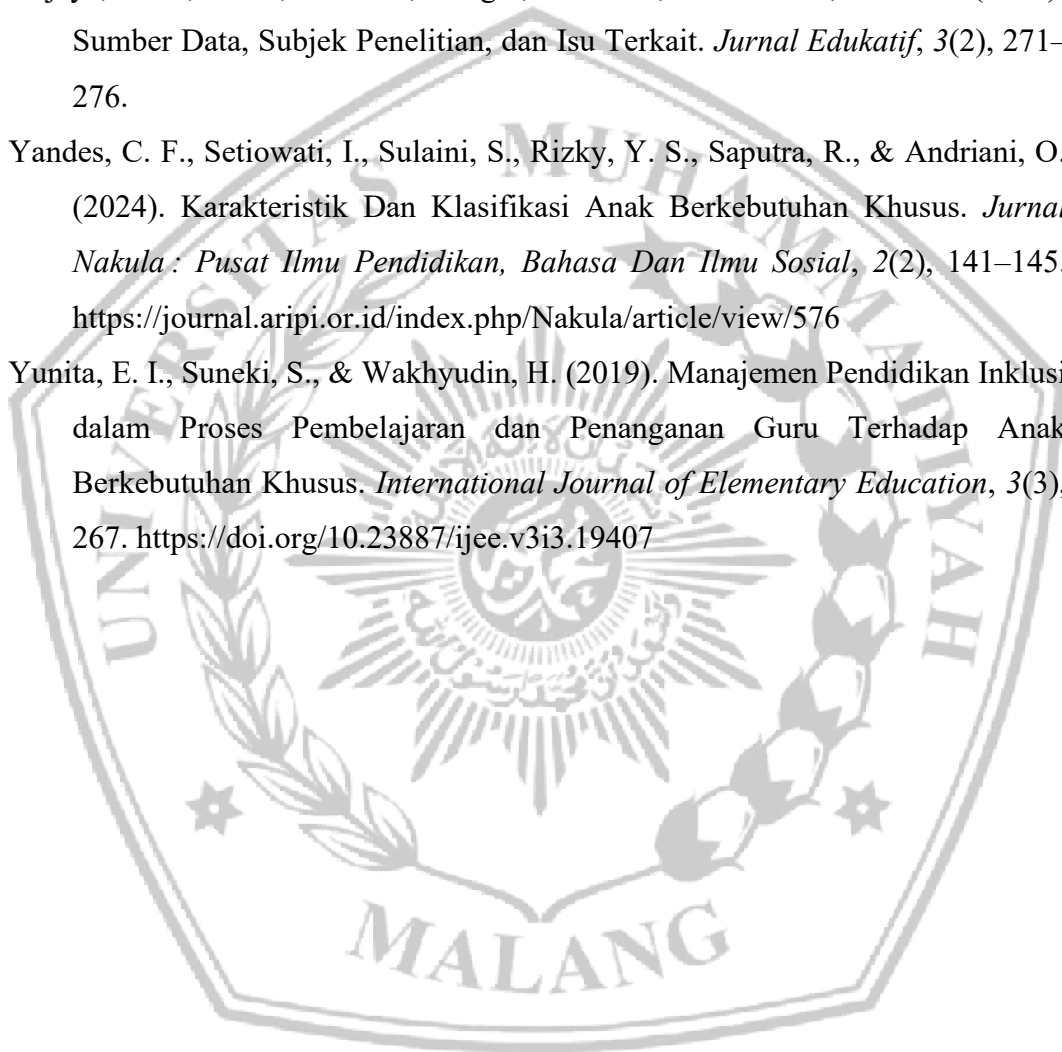 Sumber Data, Subjek Penelitian, dan Isu Terkait. Jurnal Edukatif, 3(2), 271–
276.
Yandes, C. F., Setiowati, I., Sulaini, S., Rizky, Y. S., Saputra, R., & Andriani, O.
(2024). Karakteristik Dan Klasifikasi Anak Berkebutuhan Khusus. Jurnal
Nakula : Pusat Ilmu Pendidikan, Bahasa Dan Ilmu Sosial, 2(2), 141–145.
https://journal.aripi.or.id/index.php/Nakula/article/view/576
Yunita, E. I., Suneki, S., & Wakhyudin, H. (2019). Manajemen Pendidikan Inklusi
dalam Proses Pembelajaran dan Penanganan Guru Terhadap Anak
Berkebutuhan Khusus. International Journal of Elementary Education, 3(3),
267. https://doi.org/10.23887/ijee.v3i3.19407
UNIVERSITAS MUHAMMADIYAH
MALANG